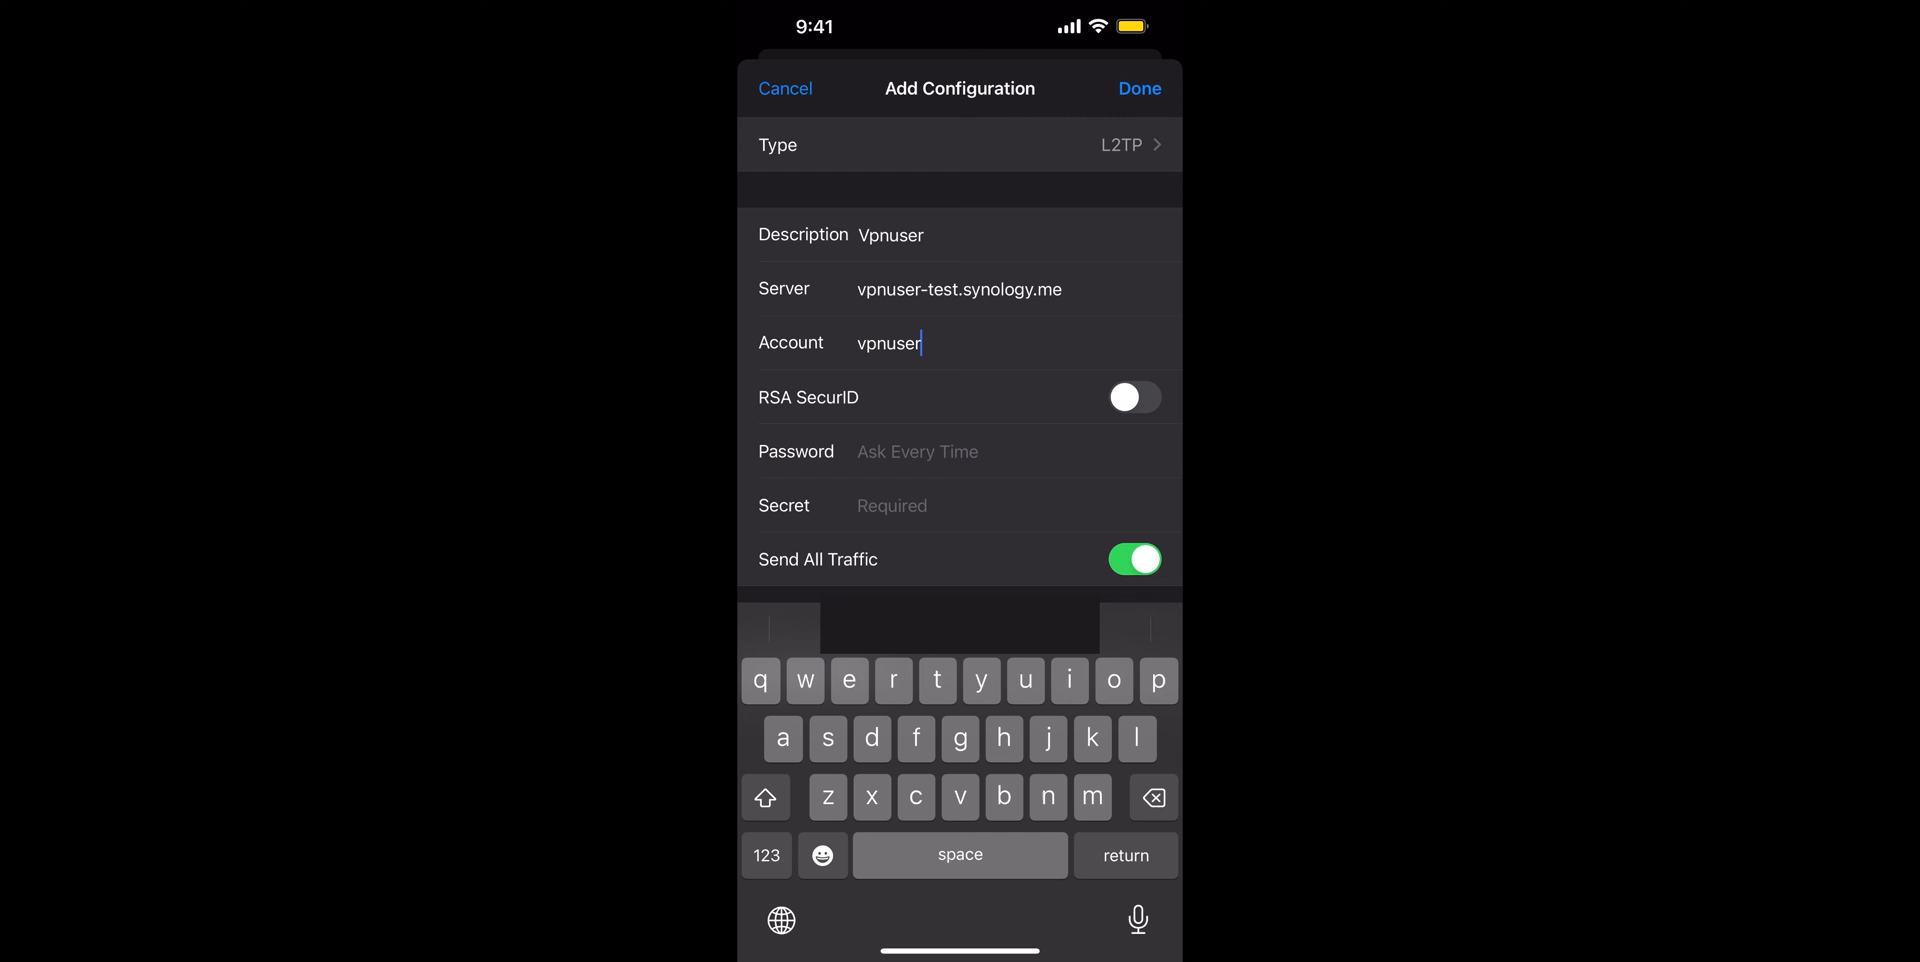 9:41
Cancel Add Configuration Done
Type L2TP
Description Vpnuser
Server vpnuser-test.synology.me
Account vpnuser
RSA SecurID
Password Ask Every Time
Secret Required
Send All Traffic
q w e r t y u i o p
a s d f g h j k l
z x c v b n m
123 space return